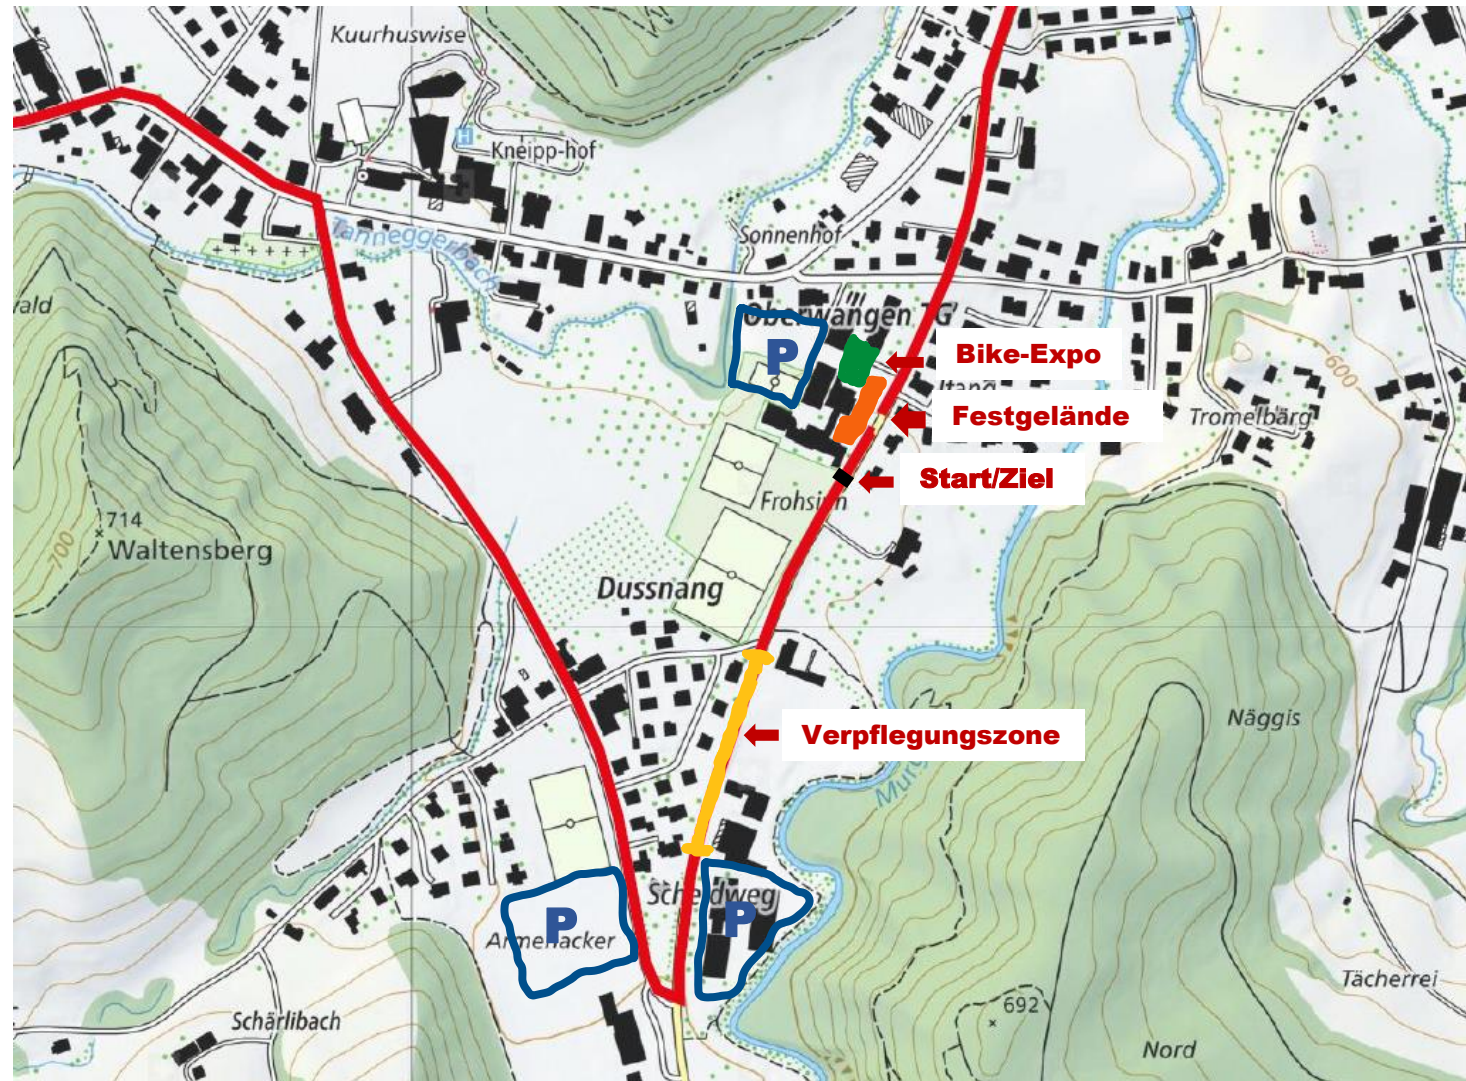 Kuurhuswise
H
Kneipp-hof
Tanneggerbach
Sonnenhof
Oberwangen TG
P
Bike-Expo
600
Festgelände
Tromelbärg
Start/Ziel
Frohsinn
714
700
Waltensberg
Dussnang
Näggis
Verpflegungszone
Murg
Scheidweg
P
P
Armenacker
Tächerrei
692
Schärlibach
Nord